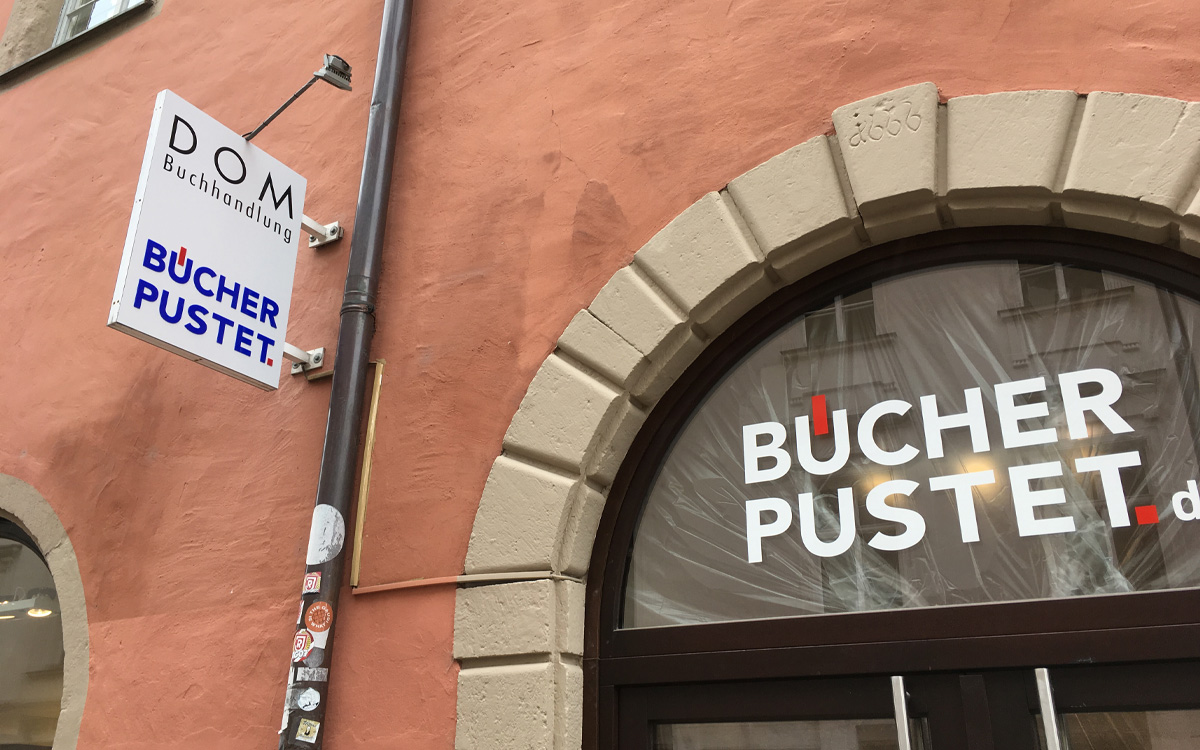 DOM
Buchhandlung
BÜCHER
PUSTET.
BÜCHER
PUSTET.d